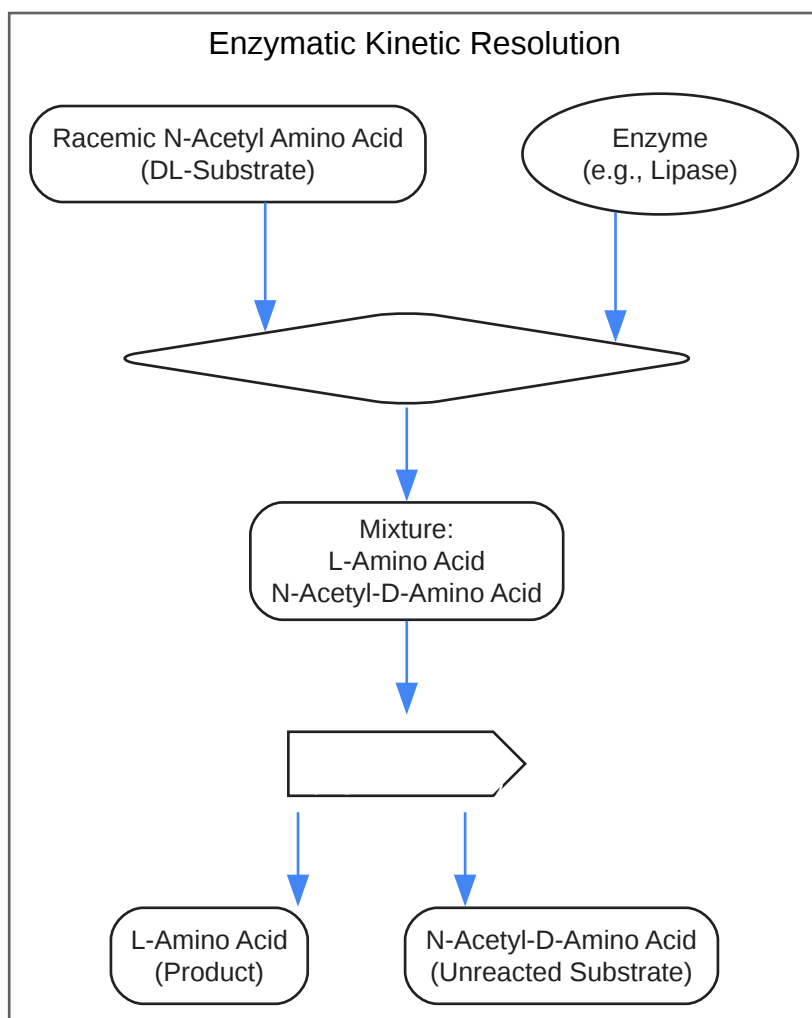 Enzymatic Kinetic Resolution
Racemic N-Acetyl Amino Acid
(DL-Substrate)
Enzyme
(e.g., Lipase)
Mixture:
L-Amino Acid
N-Acetyl-D-Amino Acid
L-Amino Acid
(Product)
N-Acetyl-D-Amino Acid
(Unreacted Substrate)